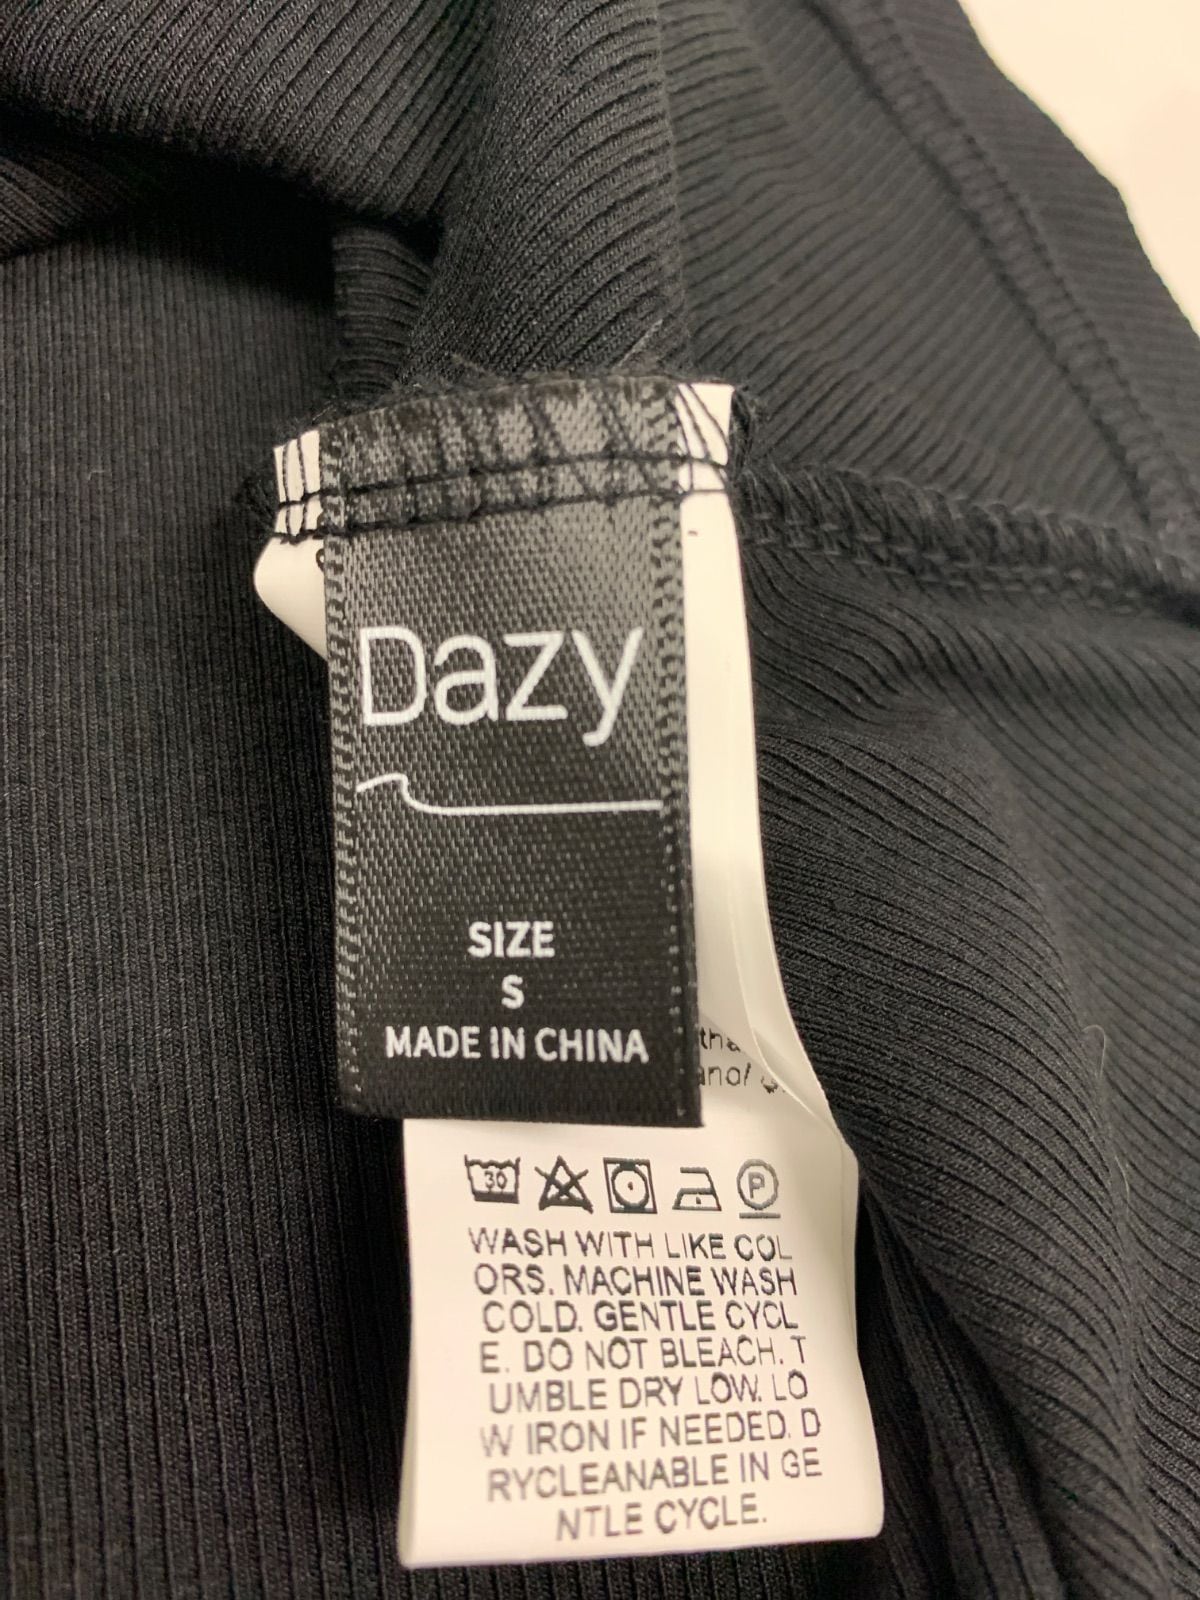 Dazy
SIZE
S
MADE IN CHINA
30
P
WASH WITH LIKE COL
ORS. MACHINE WASH
COLD. GENTLE CYCL
E. DO NOT BLEACH. T
UMBLE DRY LOW. LO
W IRON IF NEEDED. D
RYCLEANABLE IN GE
NTLE CYCLE.